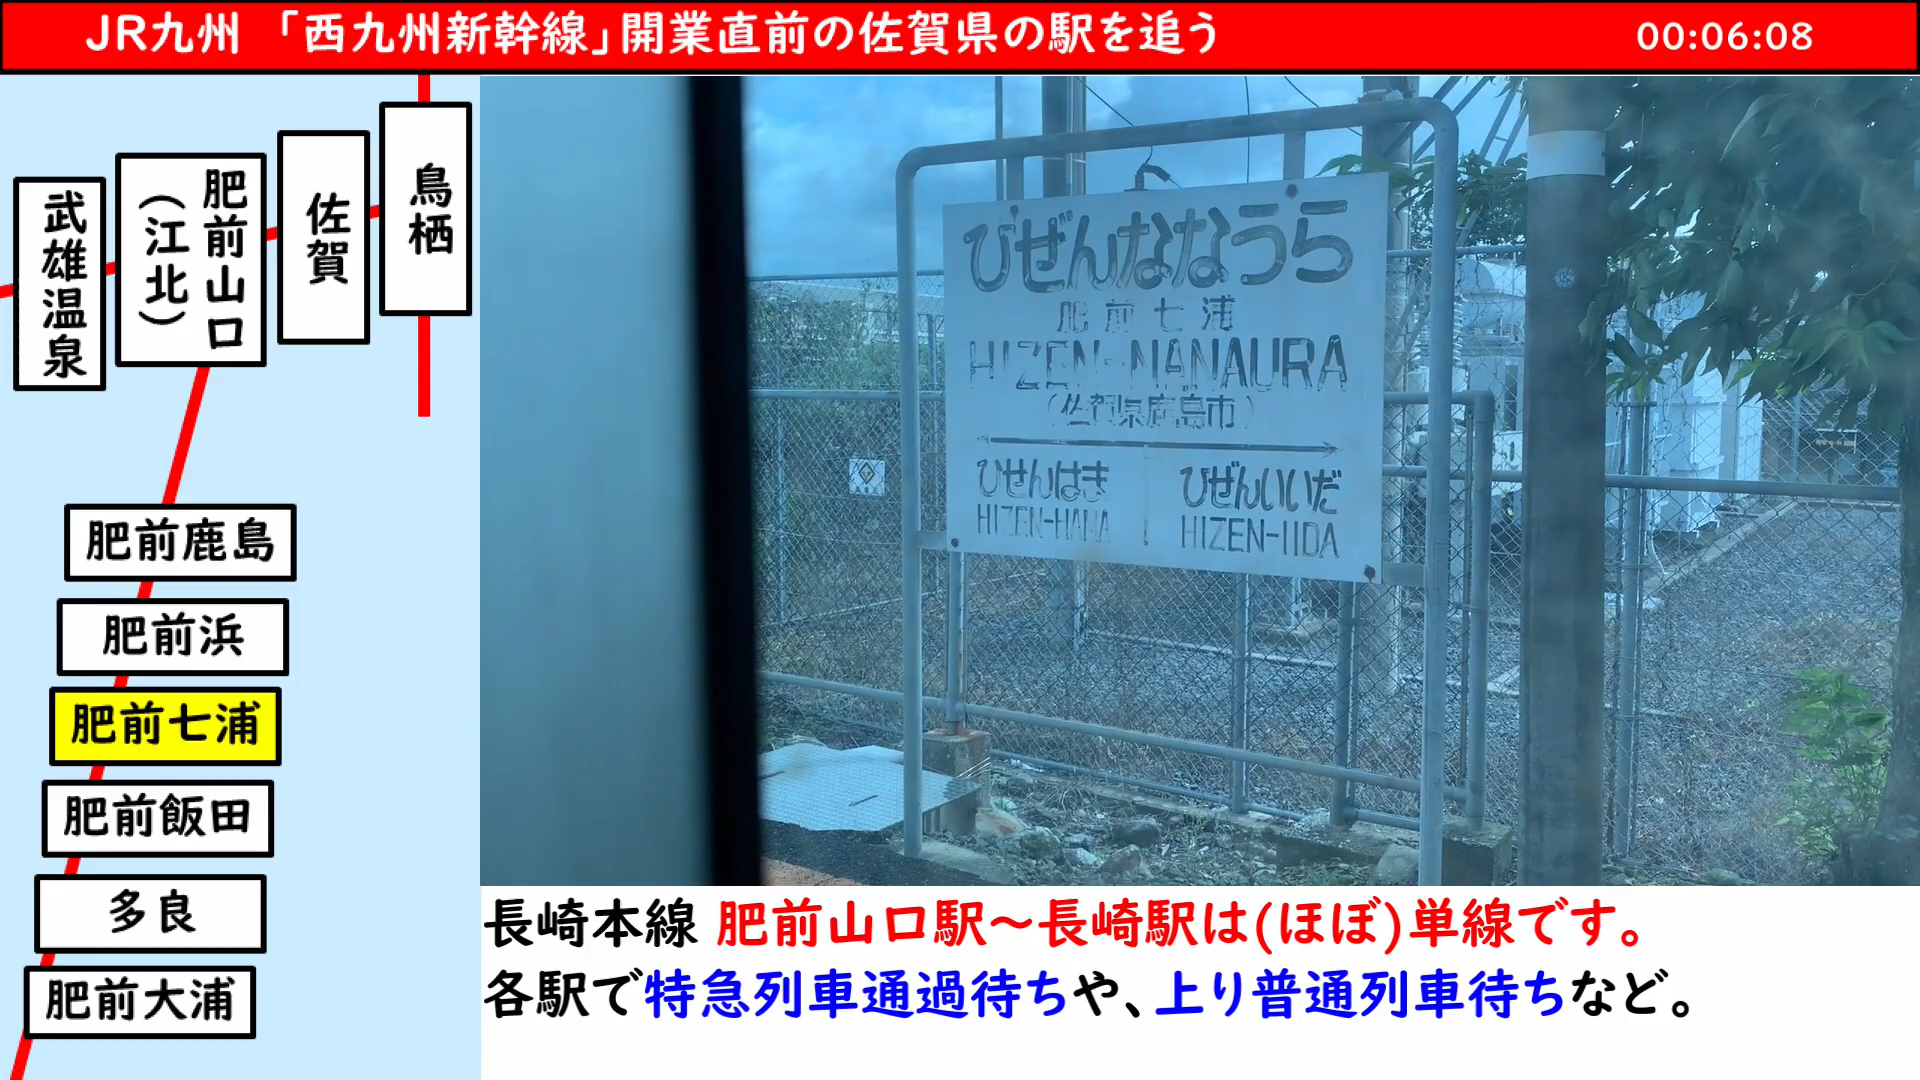 JR九州 「西九州新幹線」開業直前の佐賀県の駅を追う
00:06:08
鳥栖
佐賀
肥前山口
(江北)
武雄温泉
肥前鹿島
肥前浜
肥前七浦
肥前飯田
多良
肥前大浦
びぜんななうら
肥前七浦
HIZEN-NANAURA
(佐賀県鹿島市)
ひせんはま
HIZEN-HAMA
ひぜんいいだ
HIZEN-IIDA
長崎本線 肥前山口駅〜長崎駅は(ほぼ)単線です。
各駅で特急列車通過待ちや、上り普通列車待ちなど。